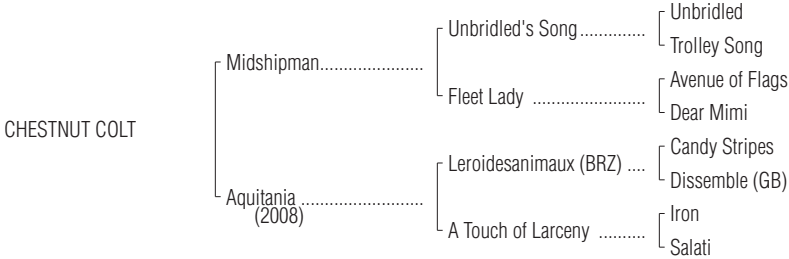 Unbridled
Unbridled's Song..............
Trolley Song
Midshipman.......................
Avenue of Flags
Fleet Lady .........................
Dear Mimi
CHESTNUT COLT
Candy Stripes
Leroidesanimaux (BRZ) ....
Dissemble (GB)
Aquitania ...........................
(2008)
Iron
A Touch of Larceny ..........
Salati